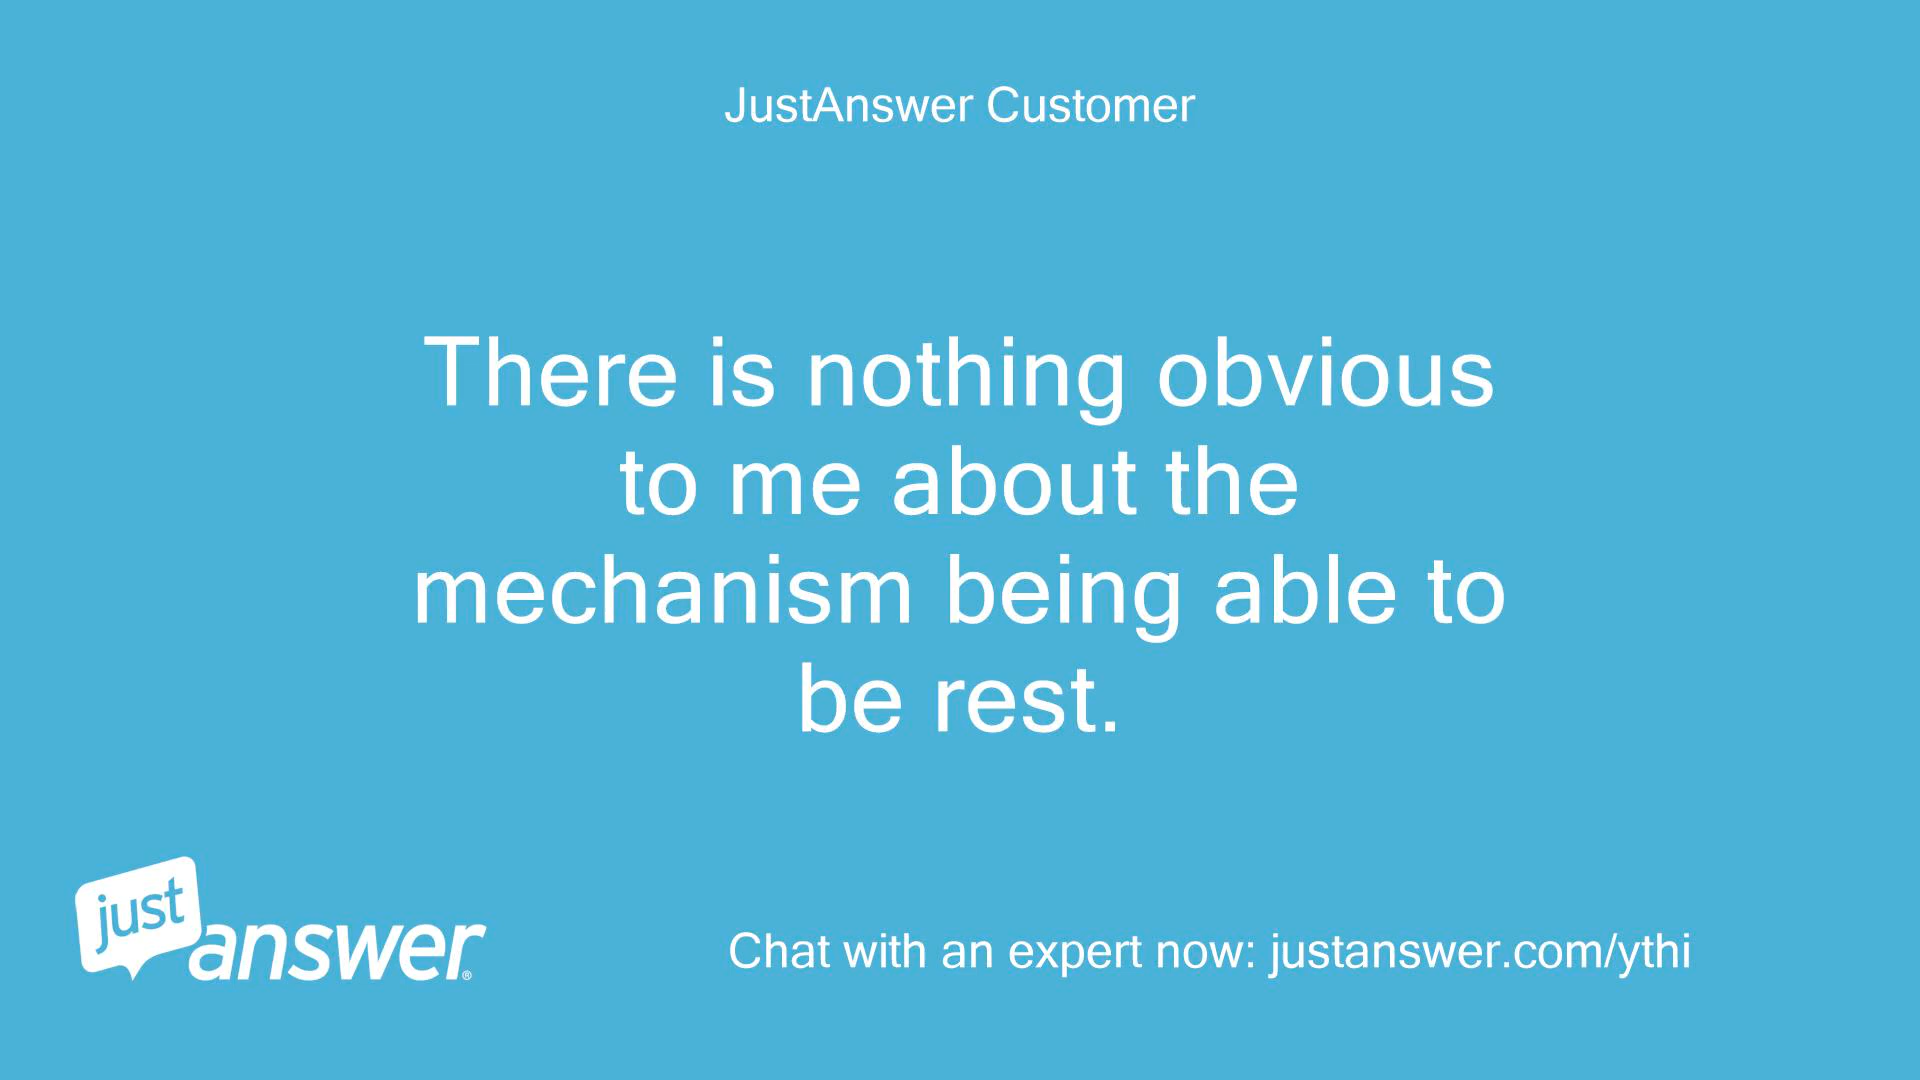 JustAnswer Customer
There is nothing obvious
to me about the
mechanism being able to
be rest.
just
answer®
Chat with an expert now: justanswer.com/ythi